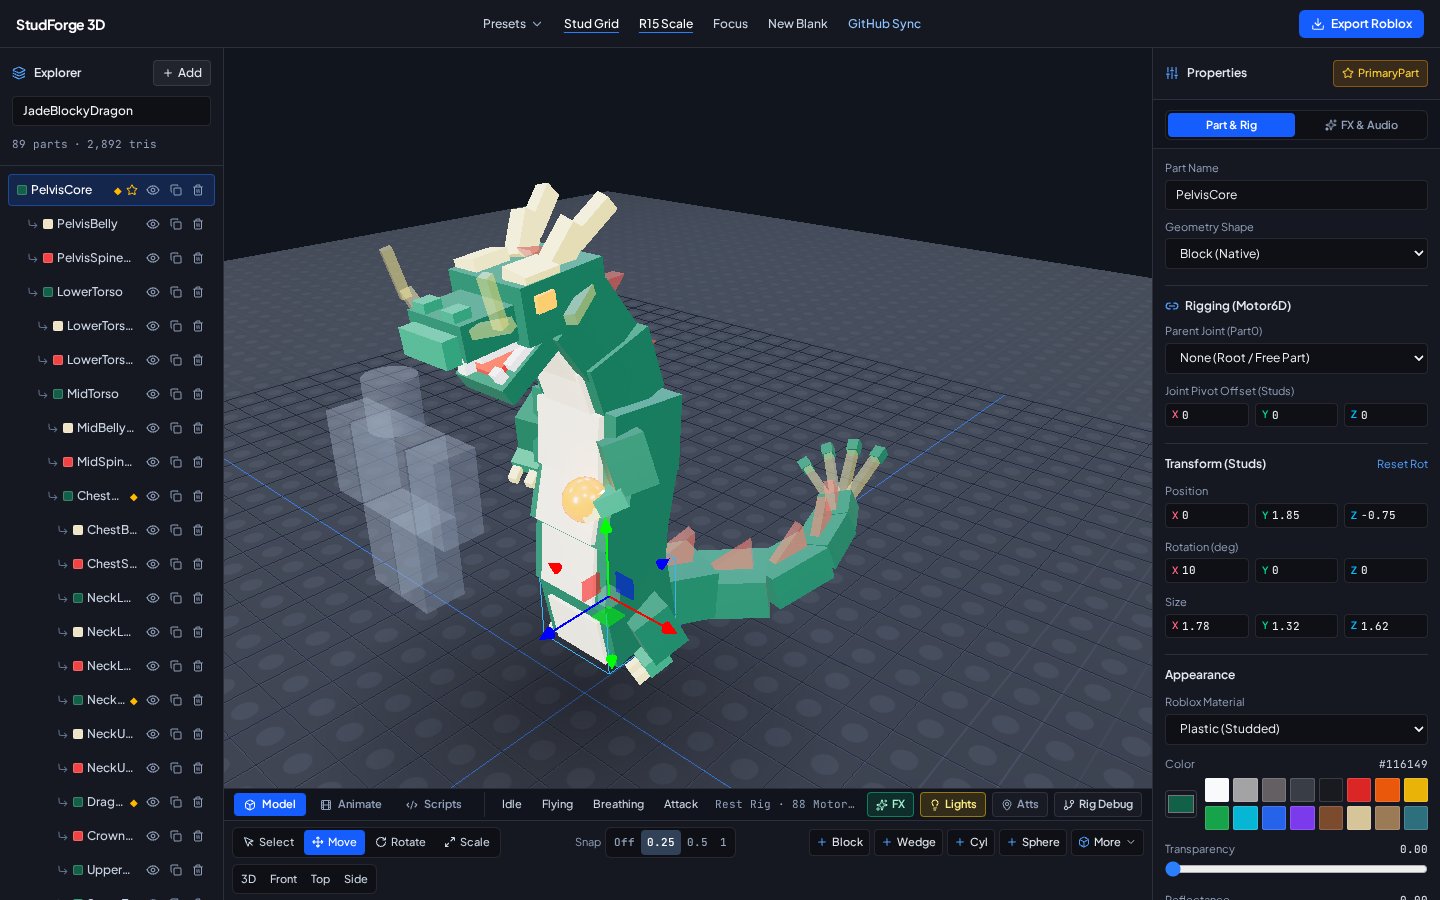 StudForge 3D
Presets
Stud Grid
R15 Scale
Focus
New Blank
GitHub Sync
Export Roblox
Explorer
Add
JadeBlockyDragon
89 parts · 2,892 tris
PelvisCore
PelvisBelly
PelvisSpine...
LowerTorso
LowerTors...
LowerTors...
MidTorso
MidBelly...
MidSpin...
Chest...
ChestB...
ChestS...
NeckL...
NeckL...
NeckL...
Neck...
NeckU...
NeckU...
Drag...
Crown...
Upper...
Model
Animate
Scripts
Idle
Flying
Breathing
Attack
Rest Rig · 88 Motor...
FX
Lights
Atts
Rig Debug
Select
Move
Rotate
Scale
Snap
Off
0.25
0.5
1
Block
Wedge
Cyl
Sphere
More
3D
Front
Top
Side
Properties
PrimaryPart
Part & Rig
FX & Audio
Part Name
PelvisCore
Geometry Shape
Block (Native)
Rigging (Motor6D)
Parent Joint (Part0)
None (Root / Free Part)
Joint Pivot Offset (Studs)
X 0
Y 0
Z 0
Transform (Studs)
Reset Rot
Position
X 0
Y 1.85
Z -0.75
Rotation (deg)
X 10
Y 0
Z 0
Size
X 1.78
Y 1.32
Z 1.62
Appearance
Roblox Material
Plastic (Studded)
Color
#116149
Transparency
0.00